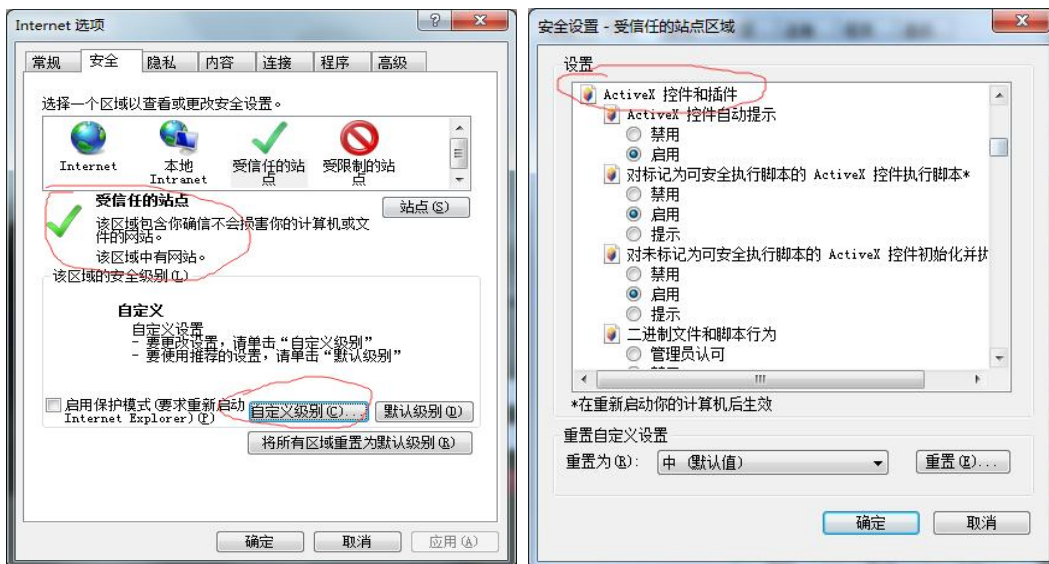 Internet 选项
常规 安全 隐私 内容 连接 程序 高级
选择一个区域以查看或更改安全设置。
Internet 本地 Intranet 受信任的站点 受限制的站点
受信任的站点
站点(S)
该区域包含你确信不会损害你的计算机或文
件的网站。
该区域中有网站。
该区域的安全级别(L)
自定义
自定义设置
- 要更改设置，请单击“自定义级别”
- 要使用推荐的设置，请单击“默认级别”
启用保护模式(要求重新启动
Internet Explorer)(P)
自定义级别(C)... 默认级别(D)
将所有区域重置为默认级别(R)
确定 取消 应用(A)
安全设置 - 受信任的站点区域
设置
ActiveX 控件和插件
ActiveX 控件自动提示
禁用
启用
对标记为可安全执行脚本的 ActiveX 控件执行脚本*
禁用
启用
提示
对未标记为可安全执行脚本的 ActiveX 控件初始化并执
禁用
启用
提示
二进制文件和脚本行为
管理员认可
*在重新启动你的计算机后生效
重置自定义设置
重置为(R): 中 (默认值) 重置(E)...
确定 取消